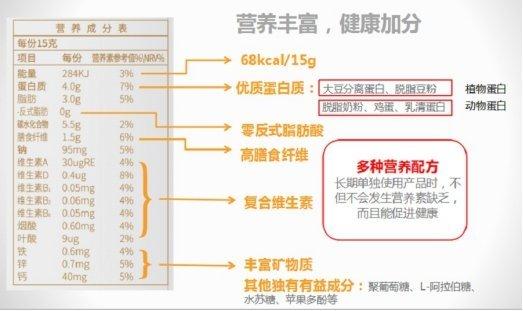 营养丰富，健康加分
营 养 成 分 表
每份15克
项目 每份 营养素参考值%|NRV%
能量 284KJ 3%
蛋白质 4.0g 7%
脂肪 3.0g 5%
-反式脂肪 0g
碳水化合物 5.5g 2%
膳食纤维 1.5g 6%
钠 95mg 5%
维生素A 30ugRE 4%
维生素D 0.4ug 8%
维生素B₁ 0.05mg 4%
维生素B₂ 0.06mg 4%
维生素B₆ 0.05mg 4%
烟酸 0.60mg 4%
叶酸 9ug 2%
铁 0.6mg 4%
锌 0.7mg 5%
钙 40mg 5%
68kcal/15g
优质蛋白质：
大豆分离蛋白、脱脂豆粉 植物蛋白
脱脂奶粉、鸡蛋、乳清蛋白 动物蛋白
零反式脂肪酸
高膳食纤维
多种营养配方
长期单独使用产品时，不
但不会发生营养素缺乏，
而且能促进健康
复合维生素
丰富矿物质
其他独有有益成分：聚葡萄糖、L-阿拉伯糖、
水苏糖、苹果多酚等